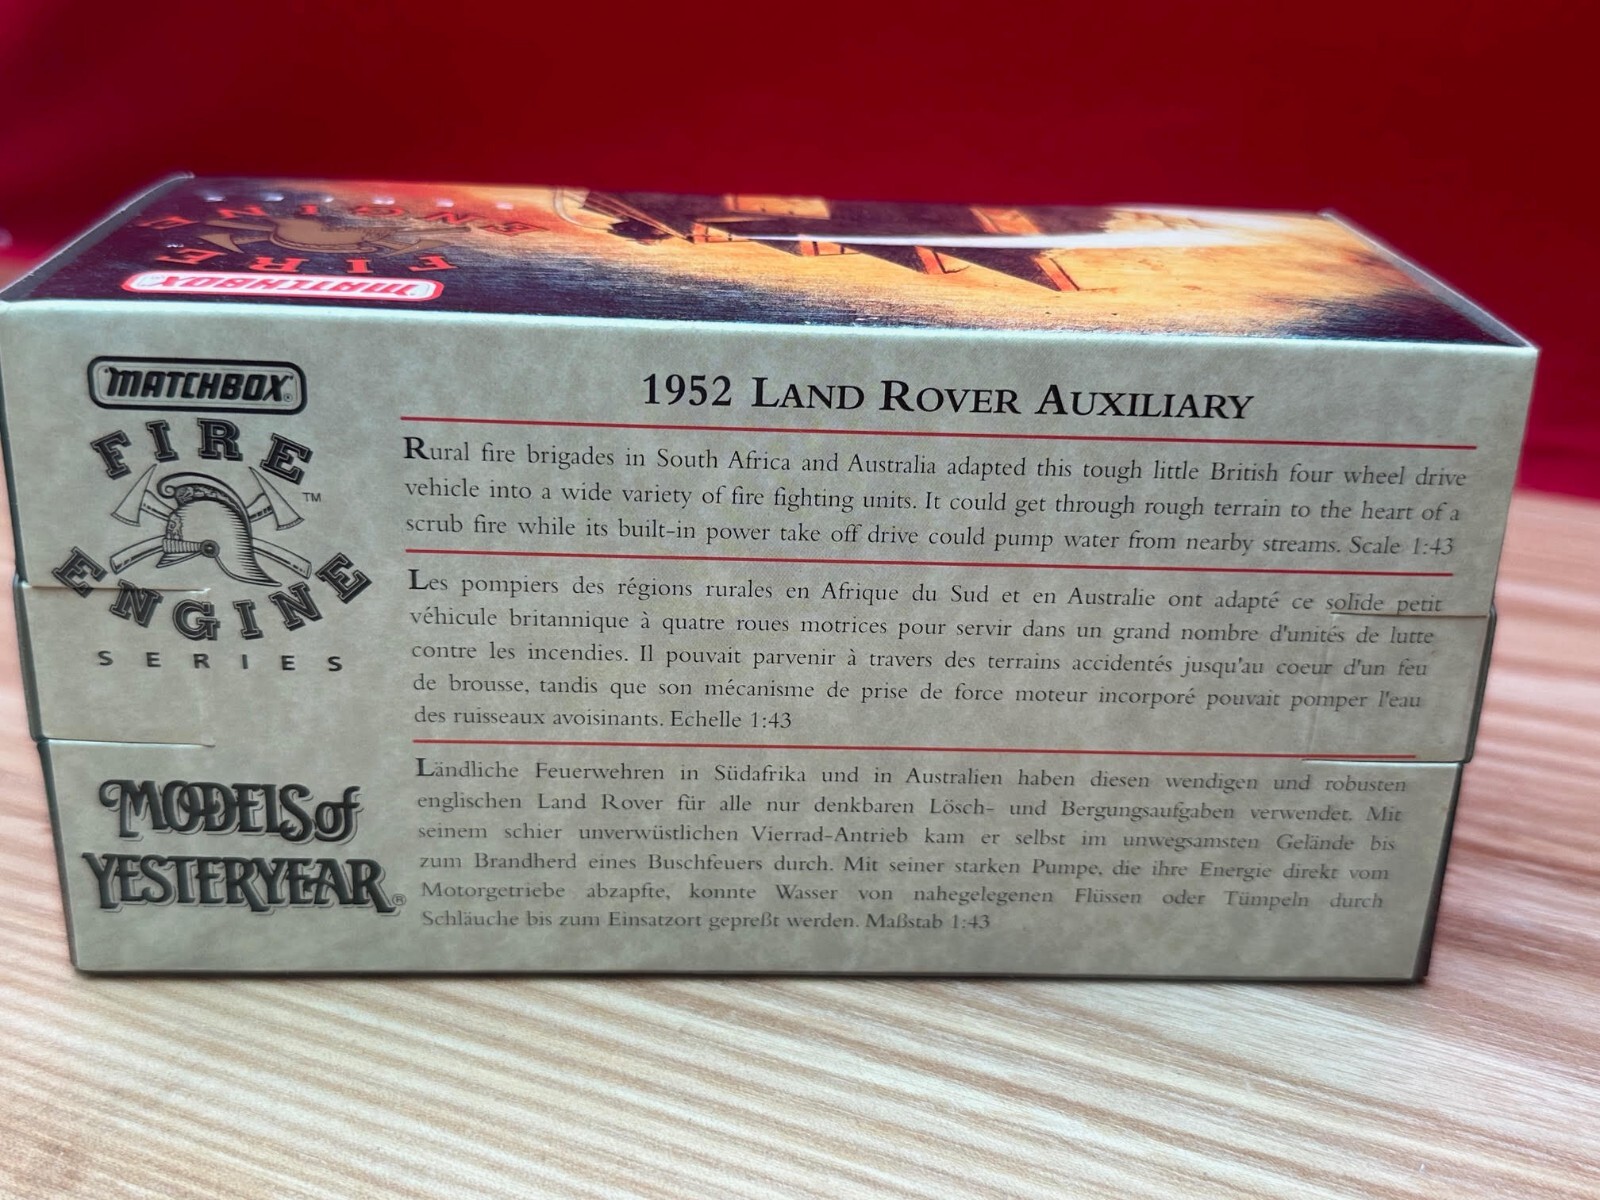 MATCHBOX
FIRE
ENGINE
SERIES
MATCHBOX
FIRE
ENGINE
SERIES
™
MODELS of
YESTERYEAR®
1952 LAND ROVER AUXILIARY
Rural fire brigades in South Africa and Australia adapted this tough little British four wheel drive
vehicle into a wide variety of fire fighting units. It could get through rough terrain to the heart of a
scrub fire while its built-in power take off drive could pump water from nearby streams. Scale 1:43
Les pompiers des régions rurales en Afrique du Sud et en Australie ont adapté ce solide petit
véhicule britannique à quatre roues motrices pour servir dans un grand nombre d'unités de lutte
contre les incendies. Il pouvait parvenir à travers des terrains accidentés jusqu'au coeur d'un feu
de brousse, tandis que son mécanisme de prise de force moteur incorporé pouvait pomper l'eau
des ruisseaux avoisinants. Echelle 1:43
Ländliche Feuerwehren in Südafrika und in Australien haben diesen wendigen und robusten
englischen Land Rover für alle nur denkbaren Lösch- und Bergungsaufgaben verwendet. Mit
seinem schier unverwüstlichen Vierrad-Antrieb kam er selbst im unwegsamsten Gelände bis
zum Brandherd eines Buschfeuers durch. Mit seiner starken Pumpe, die ihre Energie direkt vom
Motorgetriebe abzapfte, konnte Wasser von nahegelegenen Flüssen oder Tümpeln durch
Schläuche bis zum Einsatzort gepreßt werden. Maßstab 1:43